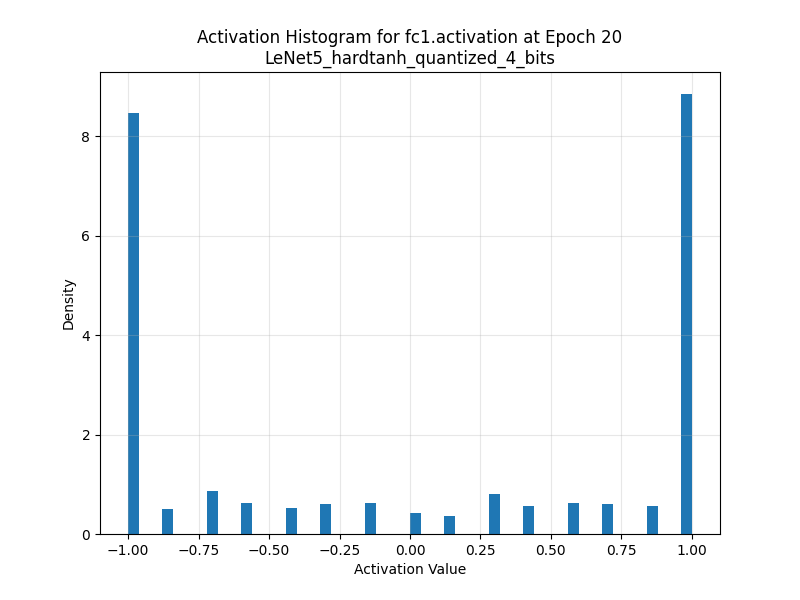 Activation Histogram for fc1.activation at Epoch 20
LeNet5_hardtanh_quantized_4_bits
Density
8
6
4
2
0
−1.00 −0.75 −0.50 −0.25 0.00 0.25 0.50 0.75 1.00
Activation Value